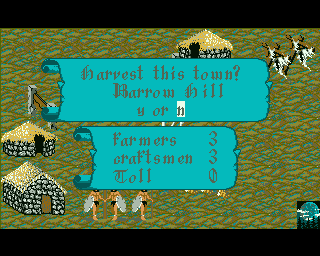 Harvest this town?
Barrow Hill
y or n
Farmers 3
Craftsmen 3
Toll 0